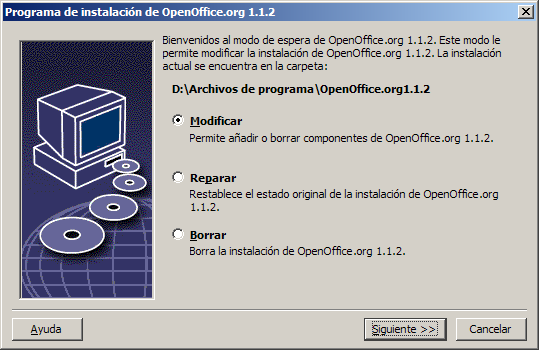 Programa de instalación de OpenOffice.org 1.1.2
Bienvenidos al modo de espera de OpenOffice.org 1.1.2. Este modo le
permite modificar la instalación de OpenOffice.org 1.1.2. La instalación
actual se encuentra en la carpeta:
D:\Archivos de programa\OpenOffice.org1.1.2
Modificar
Permite añadir o borrar componentes de OpenOffice.org 1.1.2.
Reparar
Restablece el estado original de la instalación de OpenOffice.org
1.1.2.
Borrar
Borra la instalación de OpenOffice.org 1.1.2.
Ayuda
Siguiente >>
Cancelar